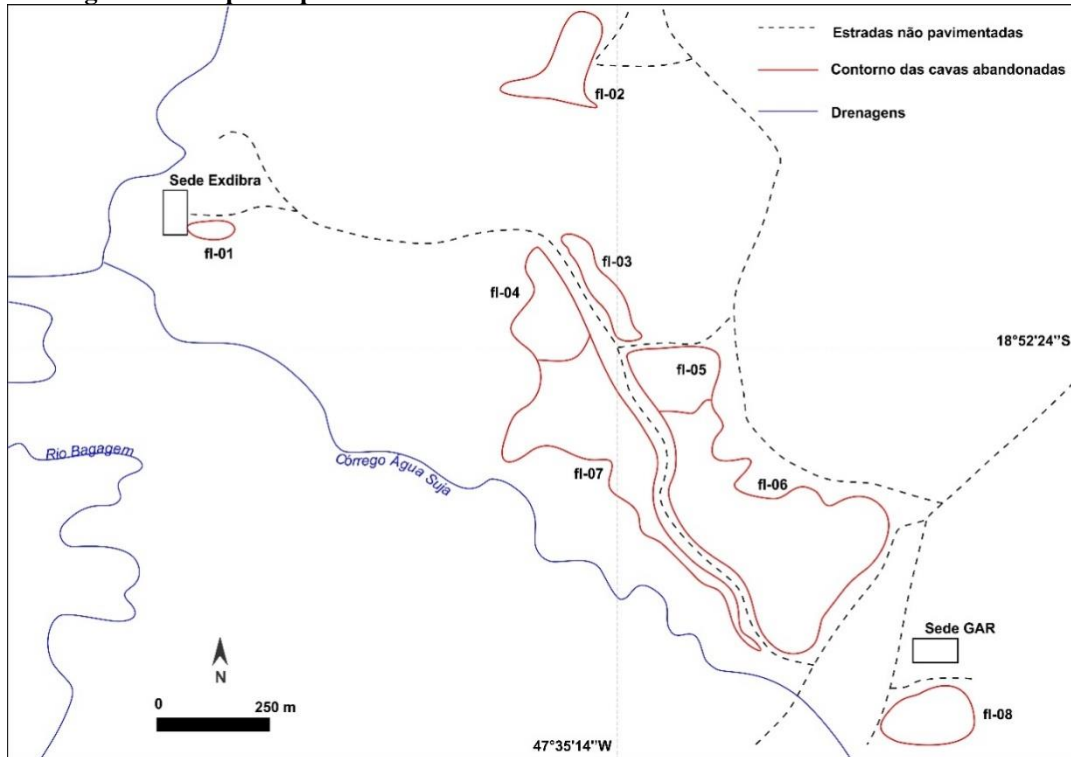 Estradas não pavimentadas
Contorno das cavas abandonadas
Drenagens
fl-02
Sede Exdibra
fl-01
fl-03
fl-04
18°52'24"S
fl-05
Rio Bagagem
Córrego Água Suja
fl-07
fl-06
Sede GAR
N
0 250 m
fl-08
47°35'14"W